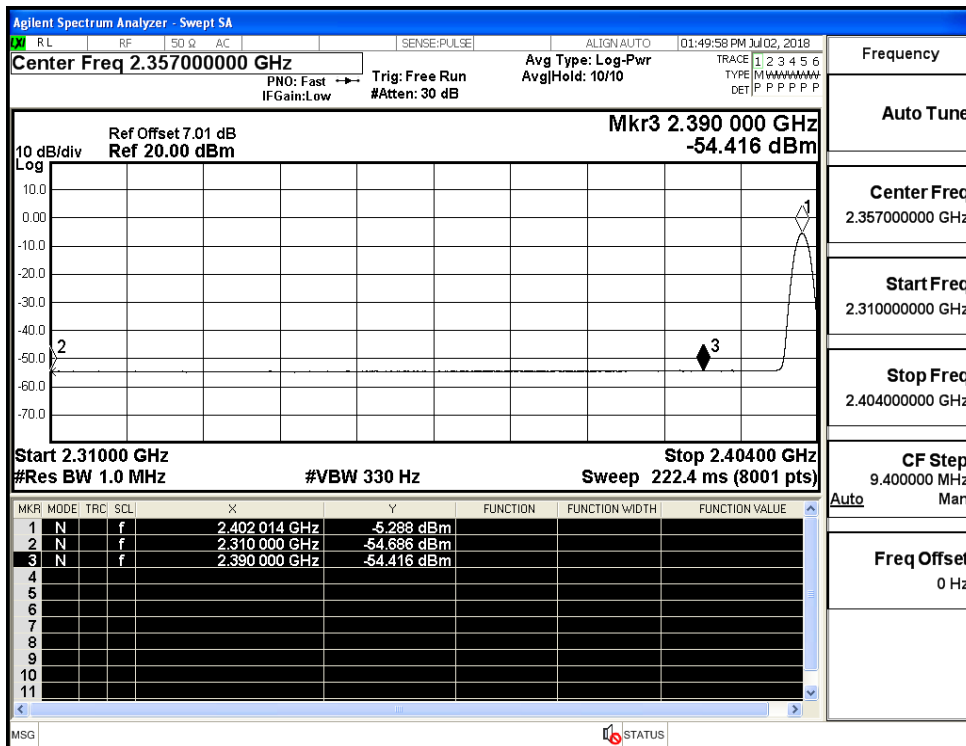 Agilent Spectrum Analyzer - Swept SA
LXI RL RF 50 Ω AC SENSE:PULSE ALIGNAUTO 01:49:58 PM Jul 02, 2018
Center Freq 2.357000000 GHz
PNO: Fast
IFGain:Low
Trig: Free Run
#Atten: 30 dB
Avg Type: Log-Pwr
Avg|Hold: 10/10
TRACE 1 2 3 4 5 6
TYPE M
DET P P P P P P
Ref Offset 7.01 dB
10 dB/div Ref 20.00 dBm
Log
Mkr3 2.390 000 GHz
-54.416 dBm
10.0
0.00
-10.0
-20.0
-30.0
-40.0
-50.0
-60.0
-70.0
1
2
3
Start 2.31000 GHz Stop 2.40400 GHz
#Res BW 1.0 MHz #VBW 330 Hz Sweep 222.4 ms (8001 pts)
MKR MODE TRC SCL X Y FUNCTION FUNCTION WIDTH FUNCTION VALUE
1 N f 2.402 014 GHz -5.288 dBm
2 N f 2.310 000 GHz -54.686 dBm
3 N f 2.390 000 GHz -54.416 dBm
4
5
6
7
8
9
10
11
MSG STATUS
Frequency
Auto Tune
Center Freq
2.357000000 GHz
Start Freq
2.310000000 GHz
Stop Freq
2.404000000 GHz
CF Step
9.400000 MHz
Auto Man
Freq Offset
0 Hz